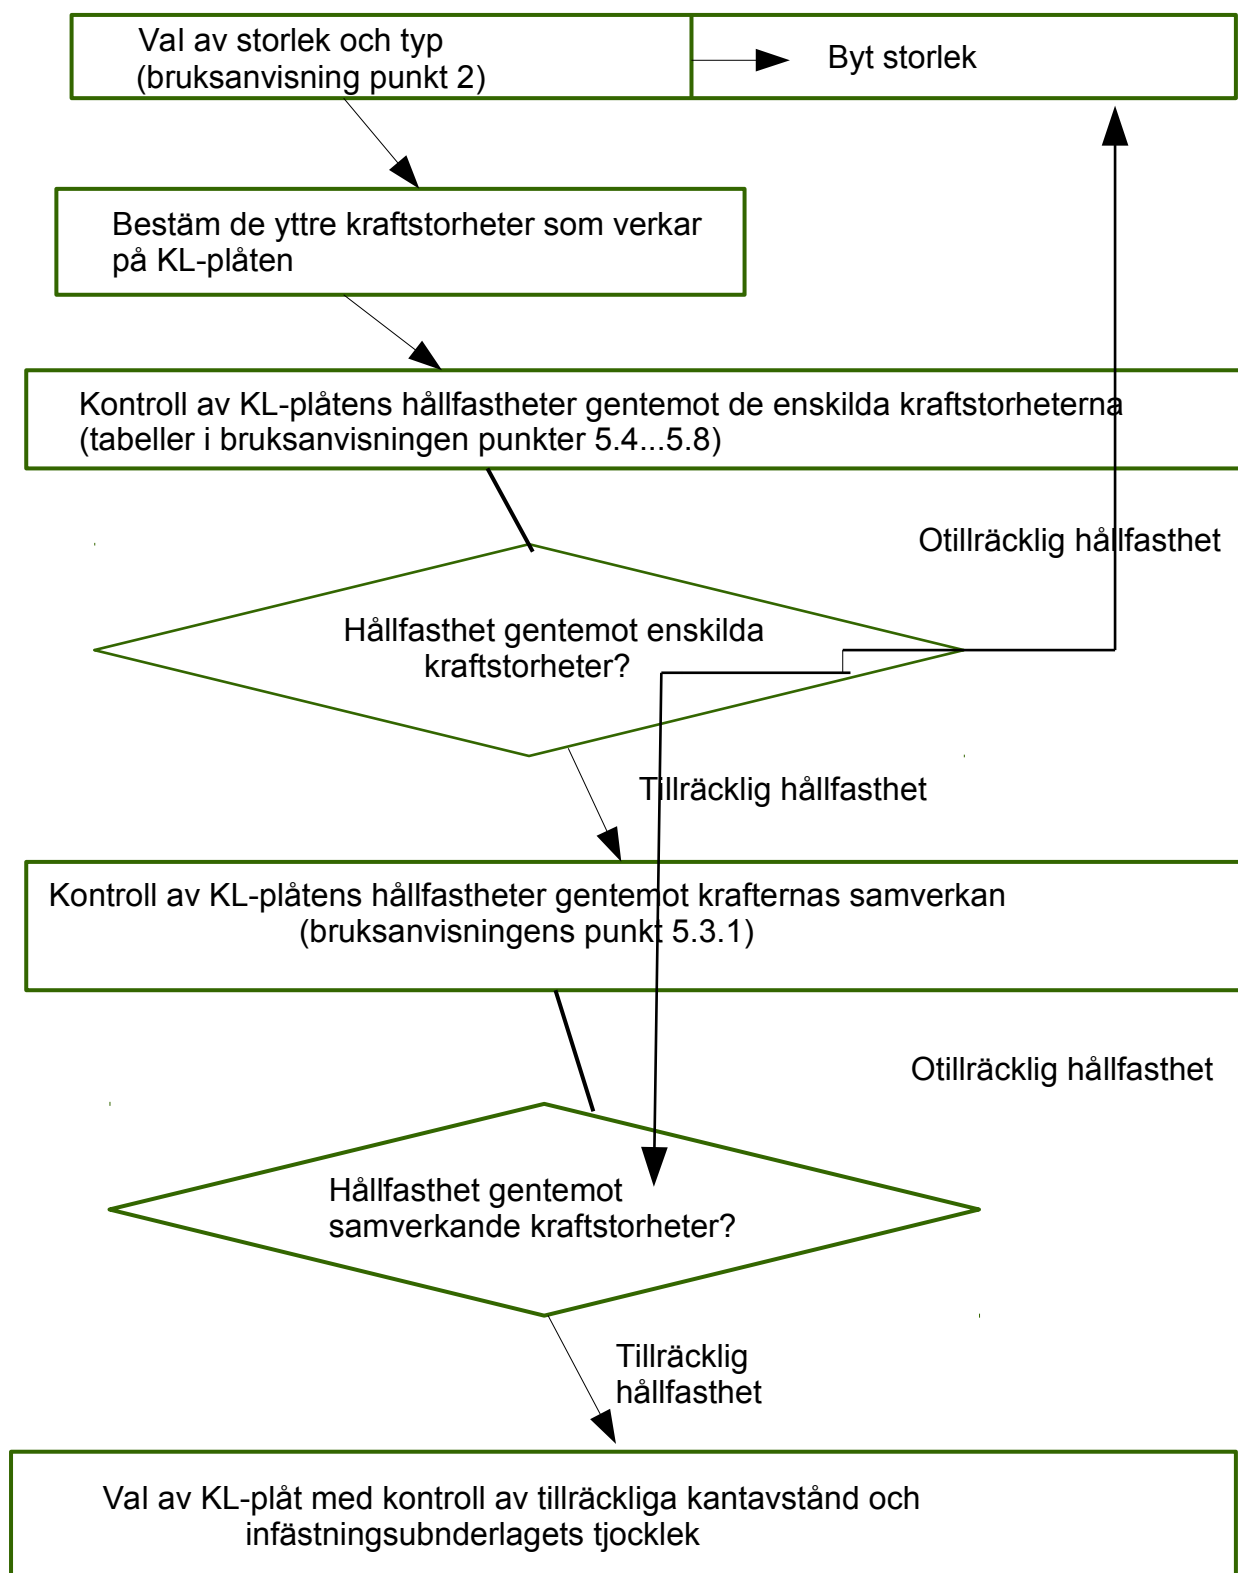 Val av storlek och typ
(bruksanvisning punkt 2)
Byt storlek
Bestäm de yttre kraftstorheter som verkar
på KL-plåten
Kontroll av KL-plåtens hållfastheter gentemot de enskilda kraftstorheterna
(tabeller i bruksanvisningen punkter 5.4...5.8)
Otillräcklig hållfasthet
Hållfasthet gentemot enskilda
kraftstorheter?
Tillräcklig hållfasthet
Kontroll av KL-plåtens hållfastheter gentemot krafternas samverkan
(bruksanvisningens punkt 5.3.1)
Otillräcklig hållfasthet
Hållfasthet gentemot
samverkande kraftstorheter?
Tillräcklig
hållfasthet
Val av KL-plåt med kontroll av tillräckliga kantavstånd och
infästningsubnderlagets tjocklek